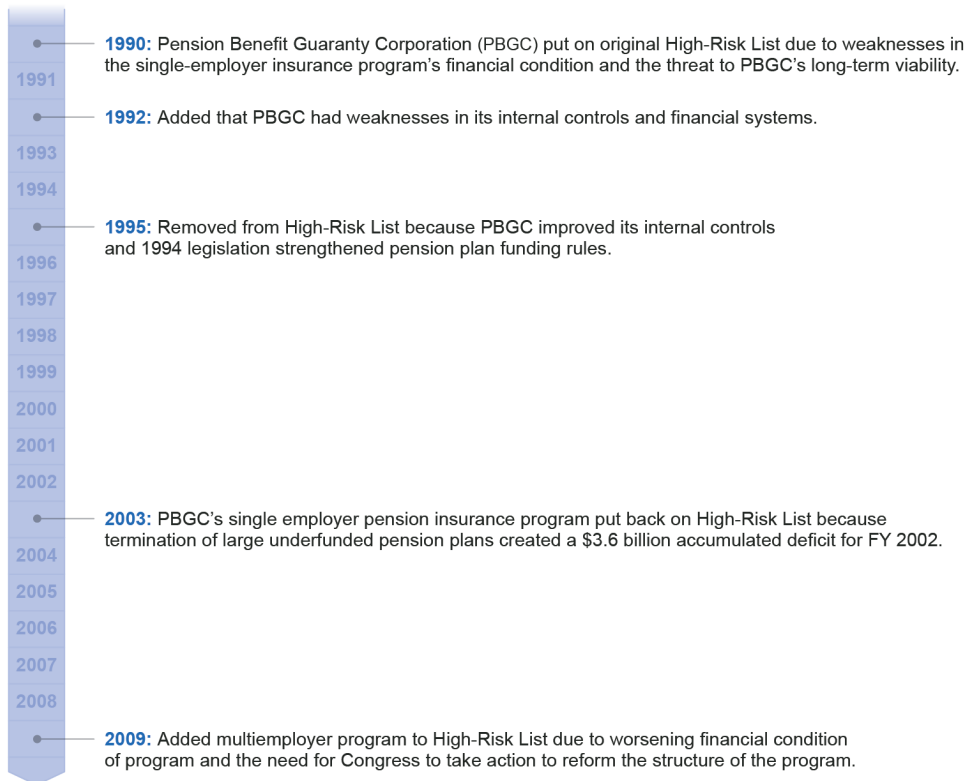 1990: Pension Benefit Guaranty Corporation (PBGC) put on original High-Risk List due to weaknesses in
the single-employer insurance program’s financial condition and the threat to PBGC’s long-term viability.
1991
1992: Added that PBGC had weaknesses in its internal controls and financial systems.
1993
1994
1995: Removed from High-Risk List because PBGC improved its internal controls
and 1994 legislation strengthened pension plan funding rules.
1996
1997
1998
1999
2000
2001
2002
2003: PBGC’s single employer pension insurance program put back on High-Risk List because
termination of large underfunded pension plans created a $3.6 billion accumulated deficit for FY 2002.
2004
2005
2006
2007
2008
2009: Added multiemployer program to High-Risk List due to worsening financial condition
of program and the need for Congress to take action to reform the structure of the program.